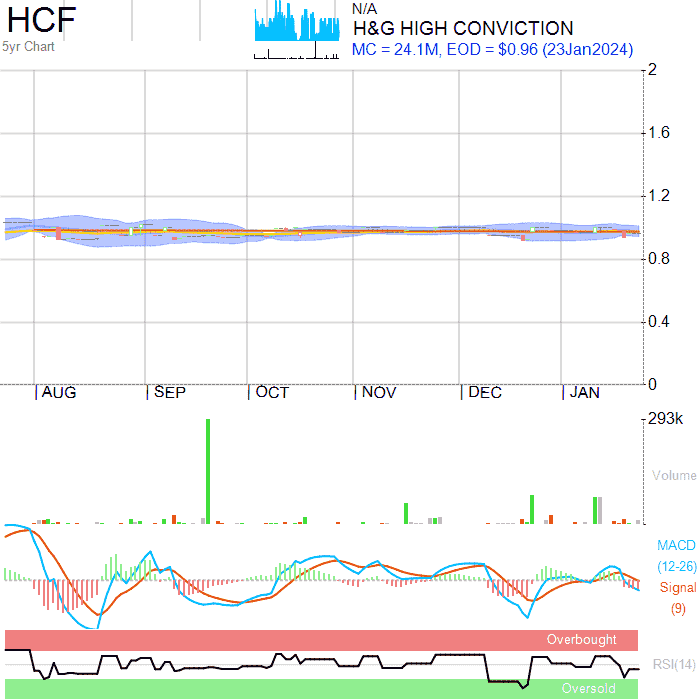 HCF
5yr Chart
N/A
H&G HIGH CONVICTION
MC = 24.1M, EOD = $0.96 (23Jan2024)
2
1.6
1.2
0.8
0.4
0
AUG
SEP
OCT
NOV
DEC
JAN
293k
Volume
MACD
(12-26)
Signal
(9)
Overbought
RSI(14)
Oversold